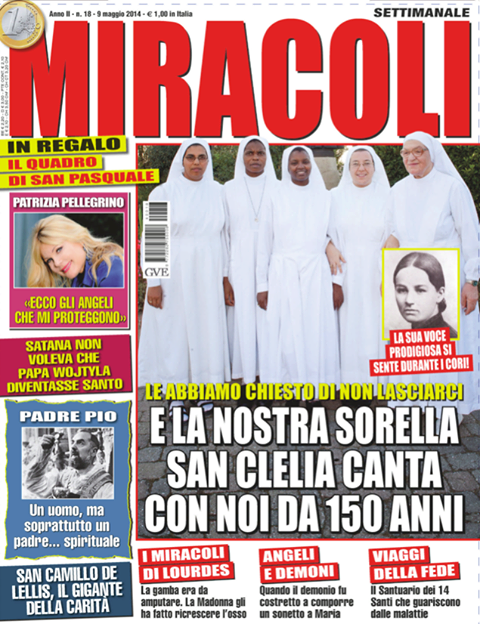 Anno II - n. 18 - 9 maggio 2014 - € 1,00 in Italia
SETTIMANALE
MIRACOLI
IN REGALO
IL QUADRO
DI SAN PASQUALE
PATRIZIA PELLEGRINO
«ECCO GLI ANGELI
CHE MI PROTEGGONO»
SATANA NON
VOLEVA CHE
PAPA WOJTYLA
DIVENTASSE SANTO
PADRE PIO
Un uomo, ma
soprattutto un
padre... spirituale
SAN CAMILLO DE
LELLIS, IL GIGANTE
DELLA CARITÀ
GVE
LA SUA VOCE
PRODIGIOSA SI
SENTE DURANTE I CORI!
LE ABBIAMO CHIESTO DI NON LASCIARCI
E LA NOSTRA SORELLA
SAN CLELIA CANTA
CON NOI DA 150 ANNI
I MIRACOLI
DI LOURDES
La gamba era da
amputare. La Madonna gli
ha fatto ricrescere l'osso
ANGELI
E DEMONI
Quando il demonio fu
costretto a comporre
un sonetto a Maria
VIAGGI
DELLA FEDE
Il Santuario dei 14
Santi che guariscono
dalle malattie